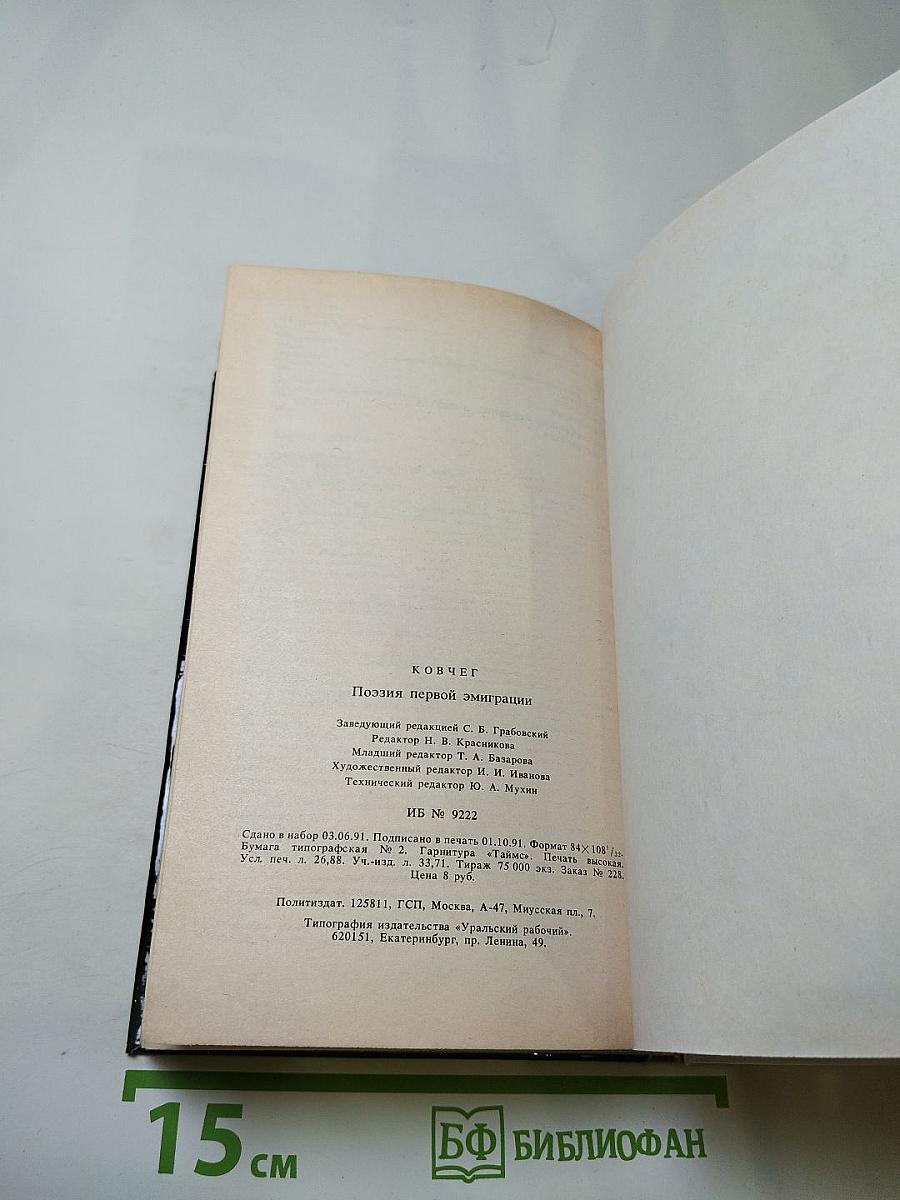 КОВЧЕГ
Поэзия первой эмиграции
Заведующий редакцией С. Б. Грабовский
Редактор Н. В. Красникова
Младший редактор Т. А. Базарова
Художественный редактор И. И. Иванова
Технический редактор Ю. А. Мухин
ИБ № 9222
Сдано в набор 03.06.91. Подписано в печать 01.10.91. Формат 84×108¹/₃₂.
Бумага типографская № 2. Гарнитура «Таймс». Печать высокая.
Усл. печ. л. 26,88. Уч.-изд. л. 33,71. Тираж 75 000 экз. Заказ № 228.
Цена 8 руб.
Политиздат. 125811, ГСП, Москва, А-47, Миусская пл., 7.
Типография издательства «Уральский рабочий».
620151, Екатеринбург, пр. Ленина, 49.
15 см
БФ БИБЛИОФАН